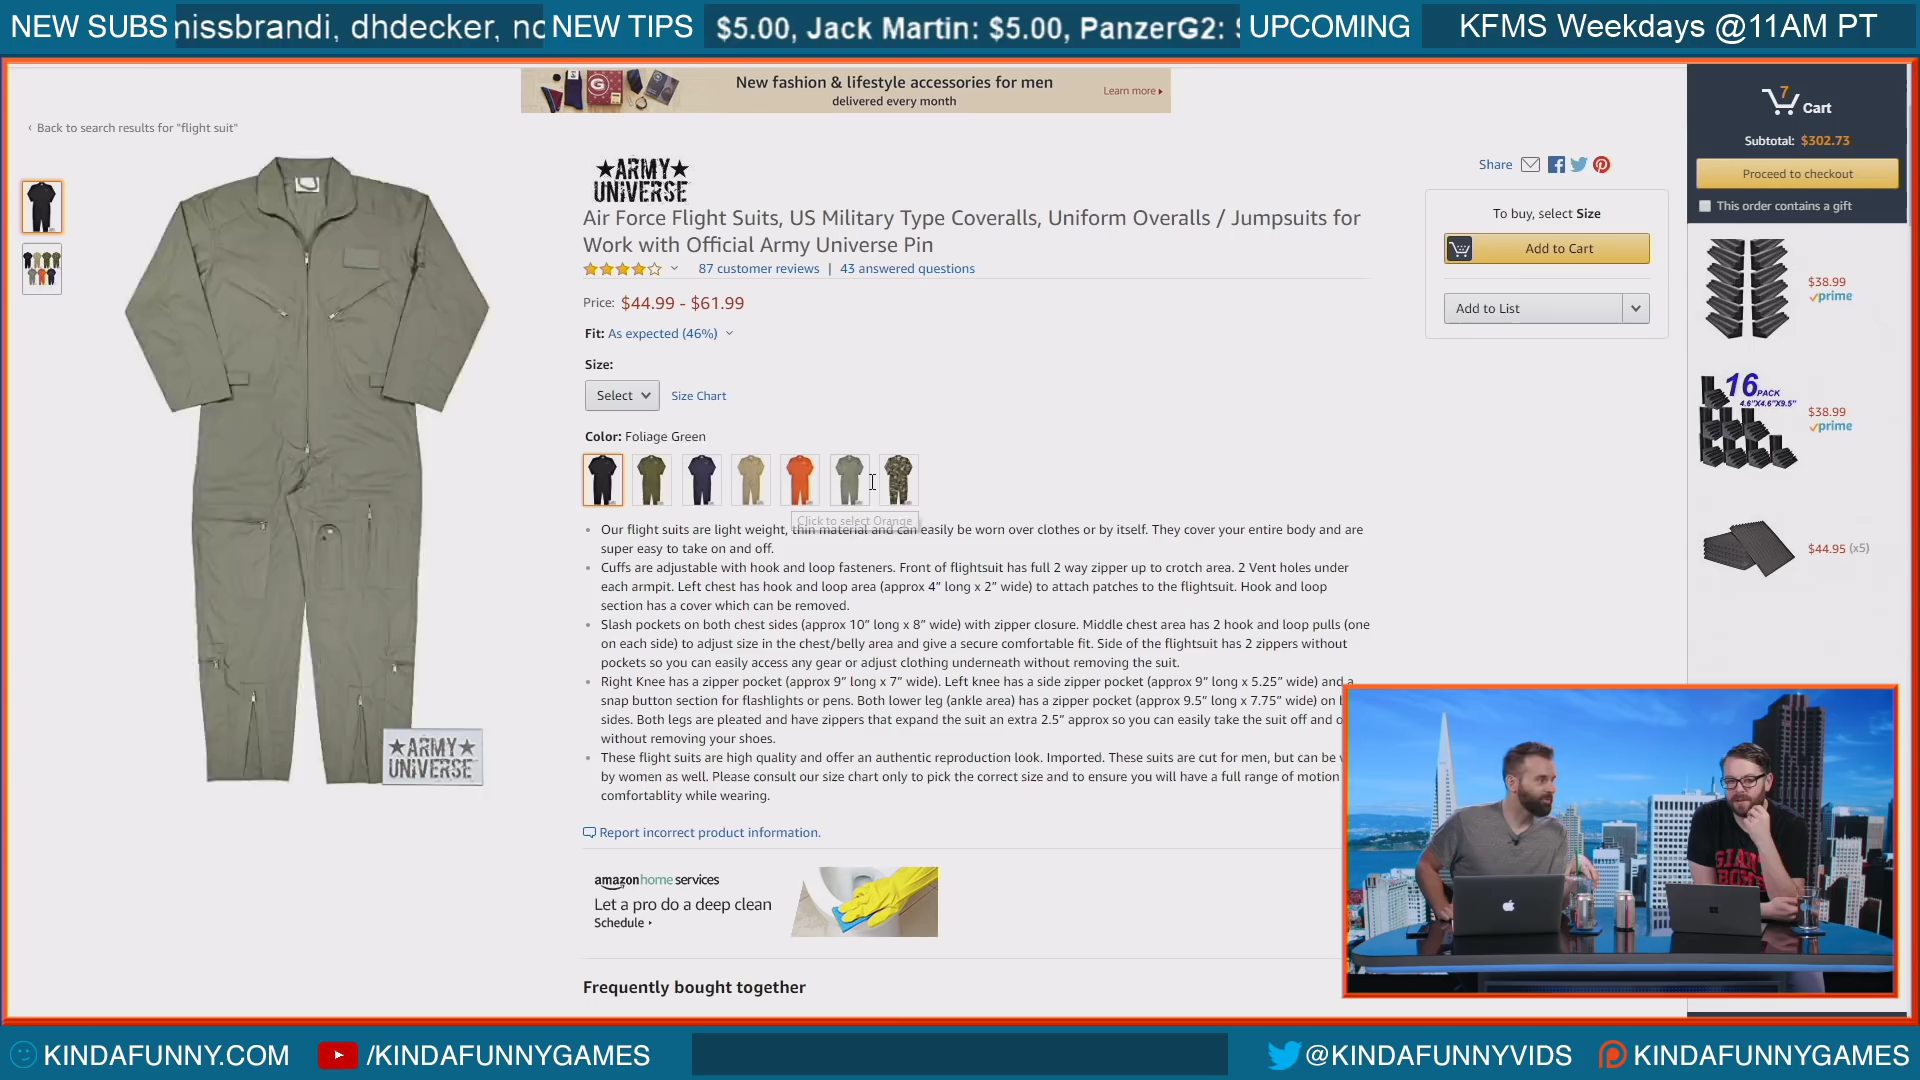 NEW SUBS
nissbrandi, dhdecker, no
NEW TIPS
$5.00, Jack Martin: $5.00, PanzerG2:
UPCOMING
KFMS Weekdays @11AM PT
New fashion & lifestyle accessories for men
delivered every month
Learn more
Back to search results for "flight suit"
★ARMY★
UNIVERSE
Air Force Flight Suits, US Military Type Coveralls, Uniform Overalls / Jumpsuits for
Work with Official Army Universe Pin
87 customer reviews | 43 answered questions
Price: $44.99 - $61.99
Fit: As expected (46%)
Size:
Select
Size Chart
Color: Foliage Green
Click to select Orange
• Our flight suits are light weight, thin material and can easily be worn over clothes or by itself. They cover your entire body and are
super easy to take on and off.
• Cuffs are adjustable with hook and loop fasteners. Front of flightsuit has full 2 way zipper up to crotch area. 2 Vent holes under
each armpit. Left chest has hook and loop area (approx 4” long x 2” wide) to attach patches to the flightsuit. Hook and loop
section has a cover which can be removed.
• Slash pockets on both chest sides (approx 10” long x 8” wide) with zipper closure. Middle chest area has 2 hook and loop pulls (one
on each side) to adjust size in the chest/belly area and give a secure comfortable fit. Side of the flightsuit has 2 zippers without
pockets so you can easily access any gear or adjust clothing underneath without removing the suit.
• Right Knee has a zipper pocket (approx 9” long x 7” wide). Left knee has a side zipper pocket (approx 9” long x 5.25” wide) and a
snap button section for flashlights or pens. Both lower leg (ankle area) has a zipper pocket (approx 9.5” long x 7.75” wide) on
sides. Both legs are pleated and have zippers that expand the suit an extra 2.5” approx so you can easily take the suit off and
without removing your shoes.
• These flight suits are high quality and offer an authentic reproduction look. Imported. These suits are cut for men, but can be
by women as well. Please consult our size chart only to pick the correct size and to ensure you will have a full range of motion
comfortablity while wearing.
Report incorrect product information.
amazon home services
Let a pro do a deep clean
Schedule
Frequently bought together
★ARMY★
UNIVERSE
Share
To buy, select Size
Add to Cart
Add to List
7
Cart
Subtotal: $302.73
Proceed to checkout
This order contains a gift
$38.99
prime
16 PACK
4.6"X4.6"X9.5"
$38.99
prime
$44.95 (x5)
GIANT
BOMB
KINDAFUNNY.COM
/KINDAFUNNYGAMES
@KINDAFUNNYVIDS
KINDAFUNNYGAMES